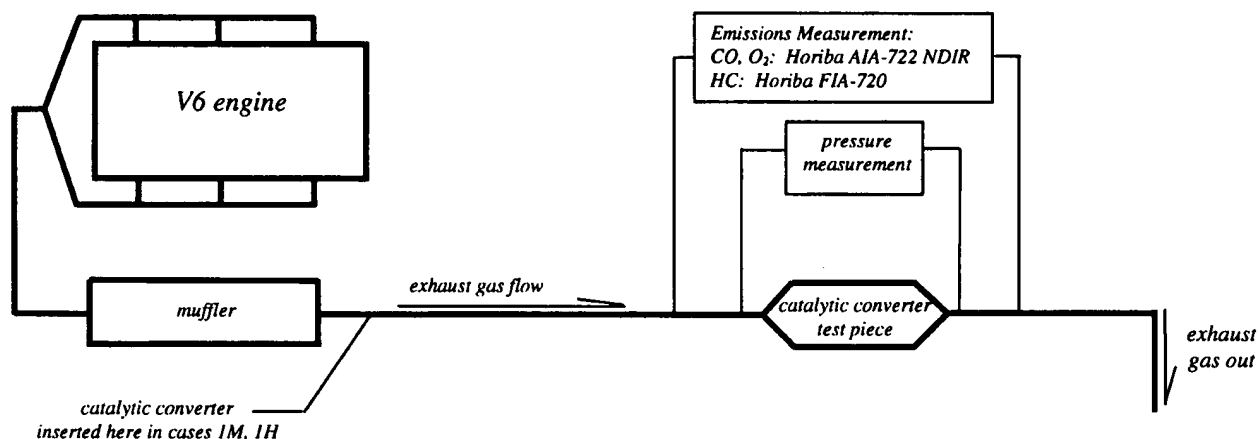 Emissions Measurement:
CO, O₂: Horiba AIA-722 NDIR
HC: Horiba FIA-720
V6 engine
pressure
measurement
exhaust gas flow
muffler
catalytic converter
test piece
exhaust
gas out
catalytic converter
inserted here in cases 1M, 1H